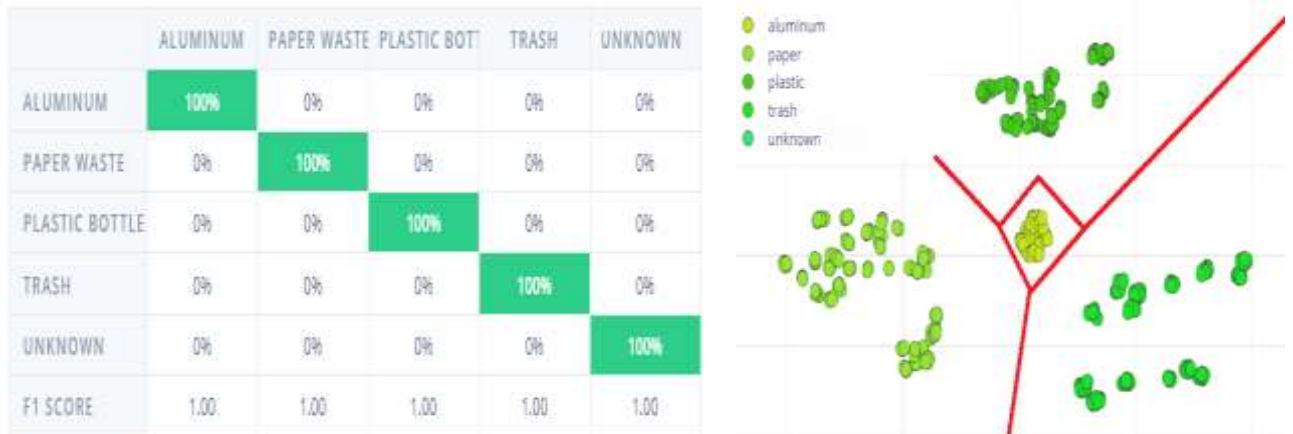 ALUMINUM PAPER WASTE PLASTIC BOTT TRASH UNKNOWN
ALUMINUM 100% 0% 0% 0% 0%
PAPER WASTE 0% 100% 0% 0% 0%
PLASTIC BOTTLE 0% 0% 100% 0% 0%
TRASH 0% 0% 0% 100% 0%
UNKNOWN 0% 0% 0% 0% 100%
F1 SCORE 1.00 1.00 1.00 1.00 1.00
aluminum
paper
plastic
trash
unknown